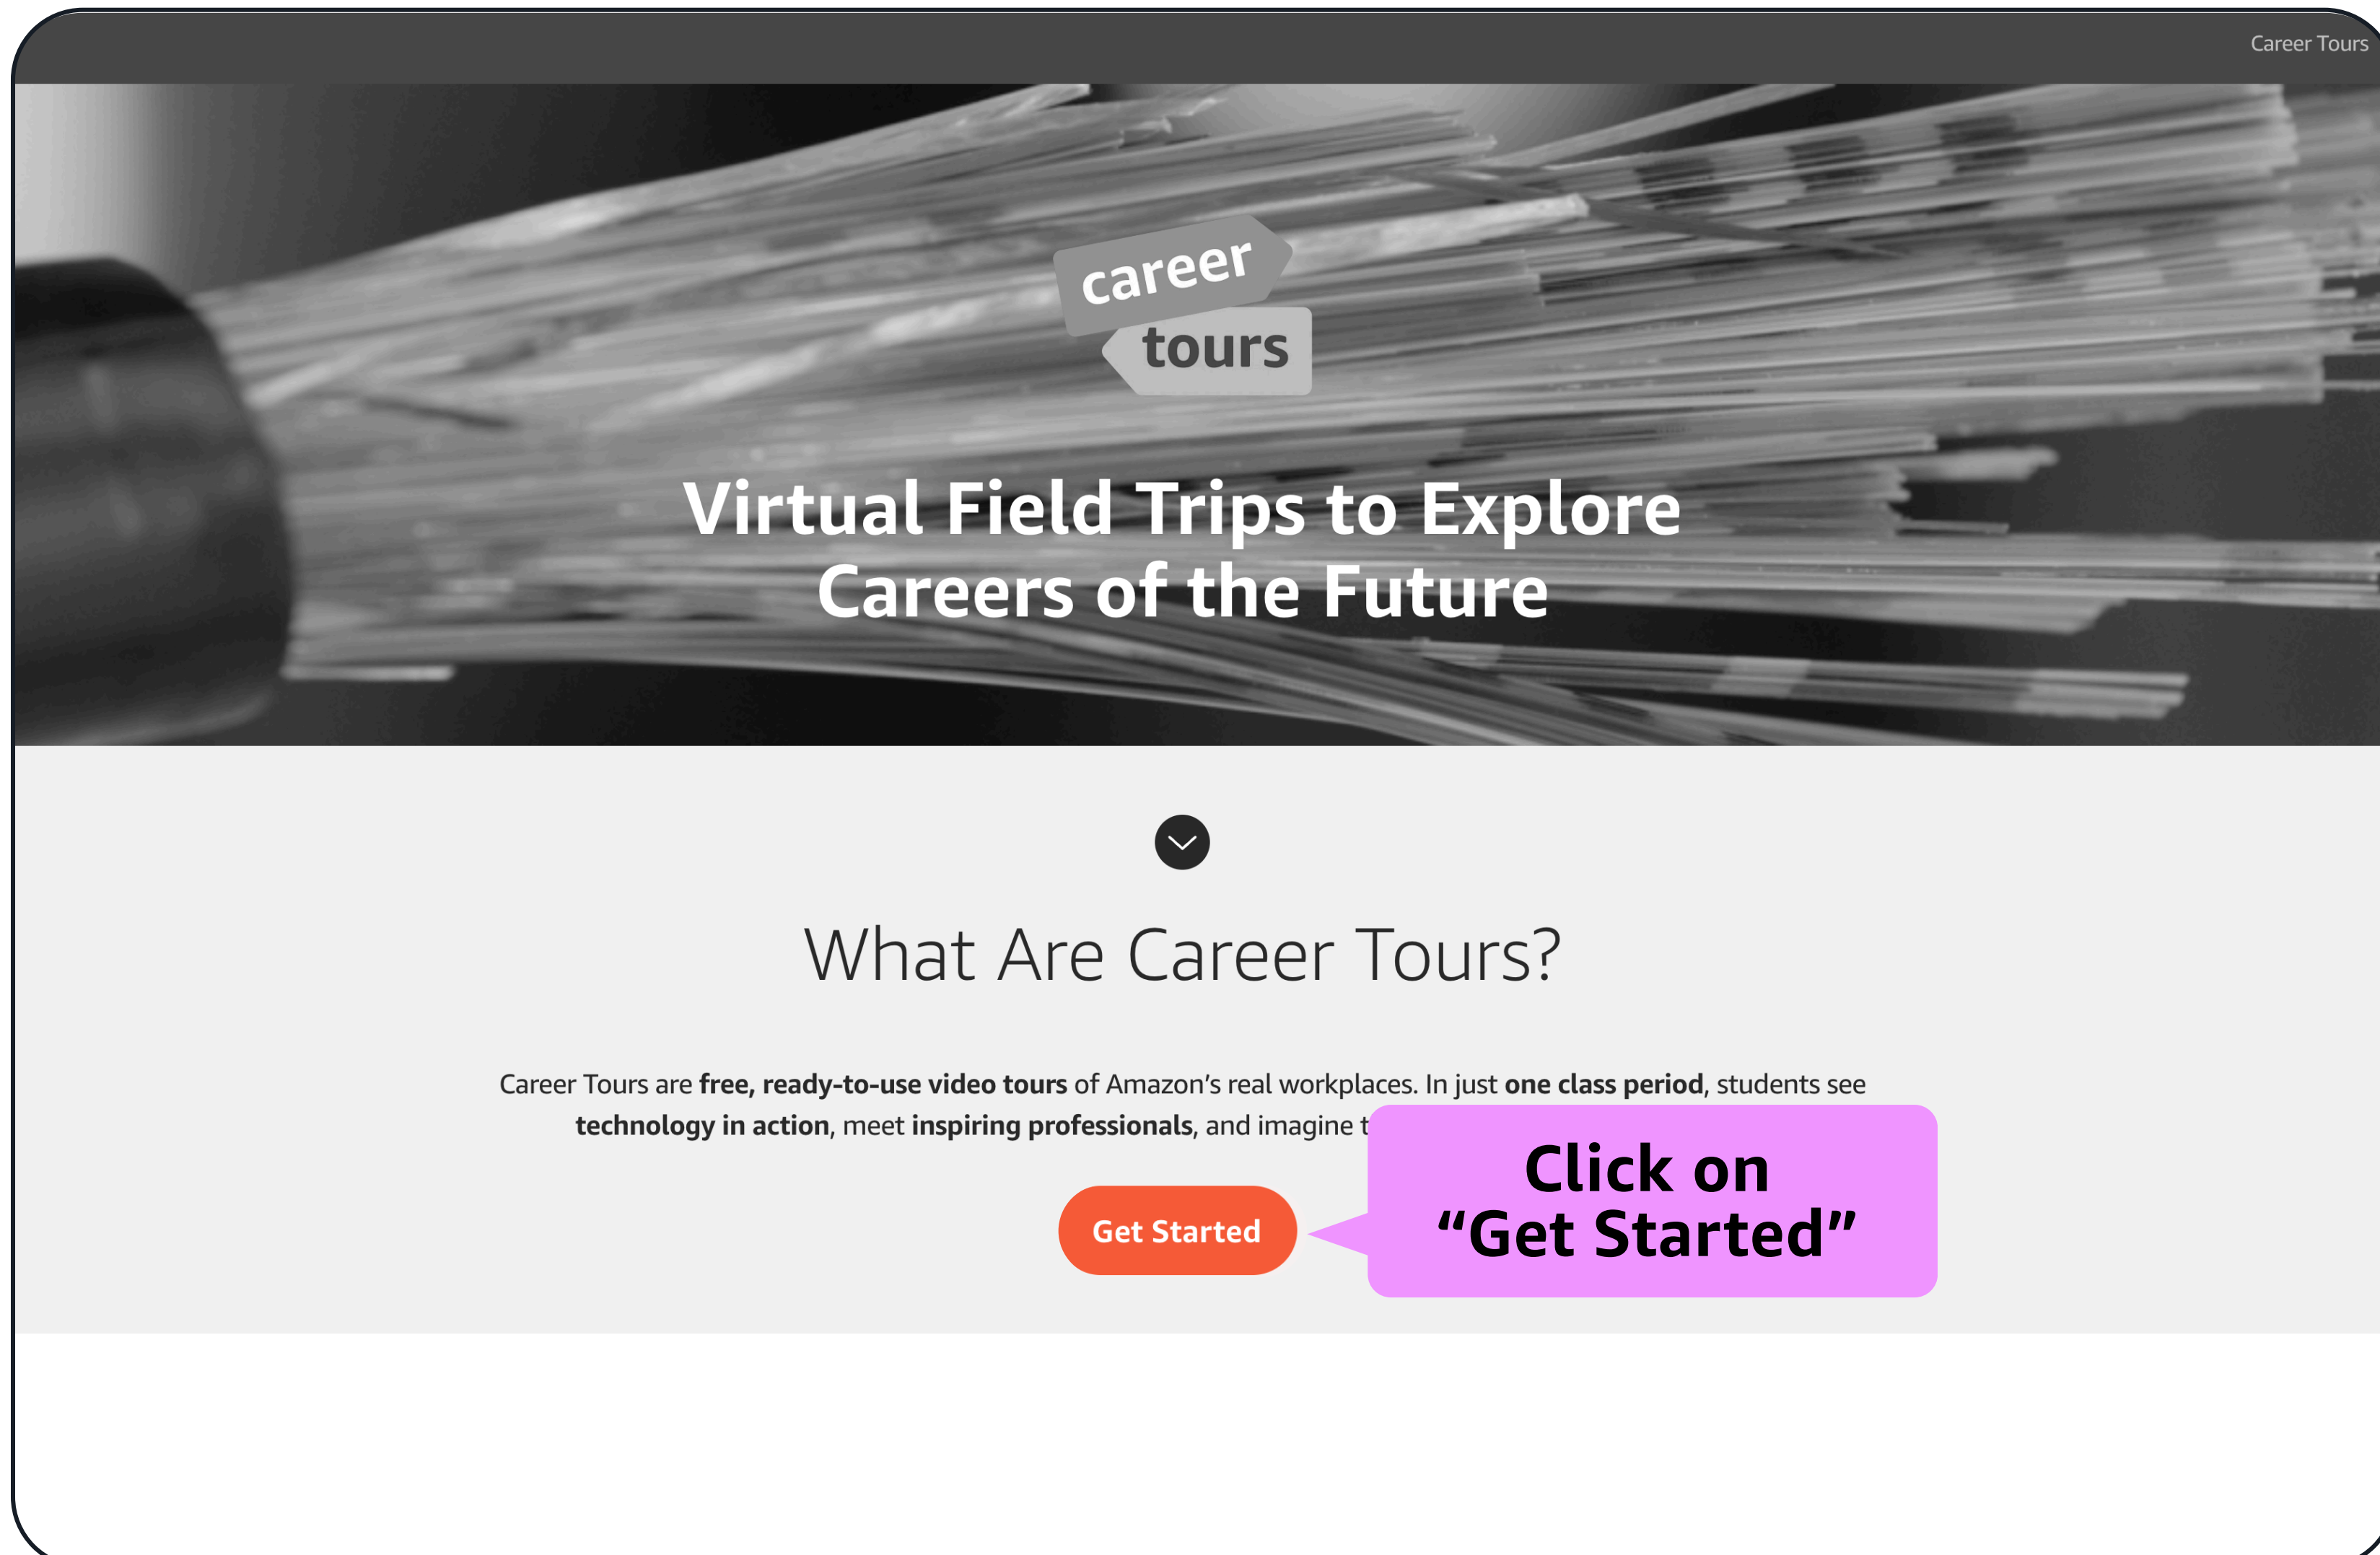 Career Tours
career
tours
Virtual Field Trips to Explore
Careers of the Future
What Are Career Tours?
Career Tours are free, ready-to-use video tours of Amazon’s real workplaces. In just one class period, students see
technology in action, meet inspiring professionals, and imagine
Click on
“Get Started”
Get Started